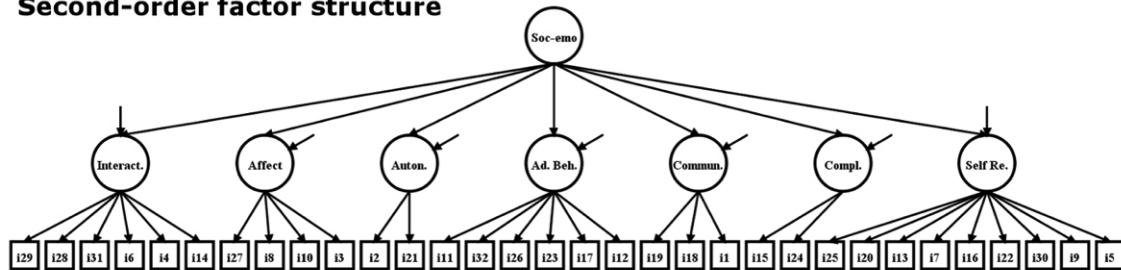 Second-order factor structure
Soc-emo
Interact. Affect Auton. Ad. Beh. Commun. Compl. Self Re.
i29 i28 i31 i6 i4 i14 i27 i8 i10 i3 i2 i21 i11 i32 i26 i23 i17 i12 i19 i18 i1 i15 i24 i25 i20 i13 i7 i16 i22 i30 i9 i5